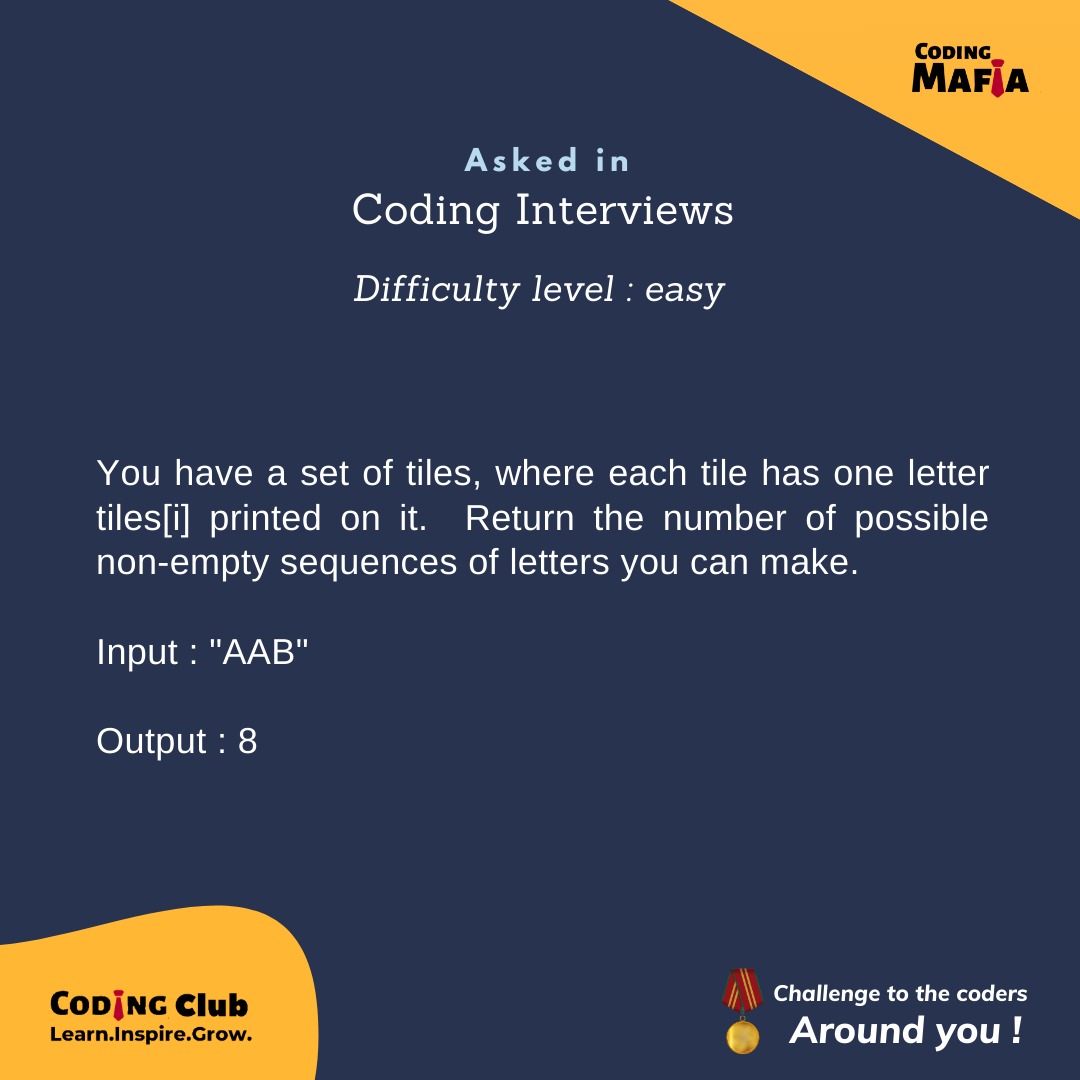 CODING
MAFIA
Asked in
Coding Interviews
Difficulty level : easy
You have a set of tiles, where each tile has one letter
tiles[i] printed on it.  Return the number of possible
non-empty sequences of letters you can make.
Input : "AAB"
Output : 8
CODING Club
Learn.Inspire.Grow.
Challenge to the coders
Around you !